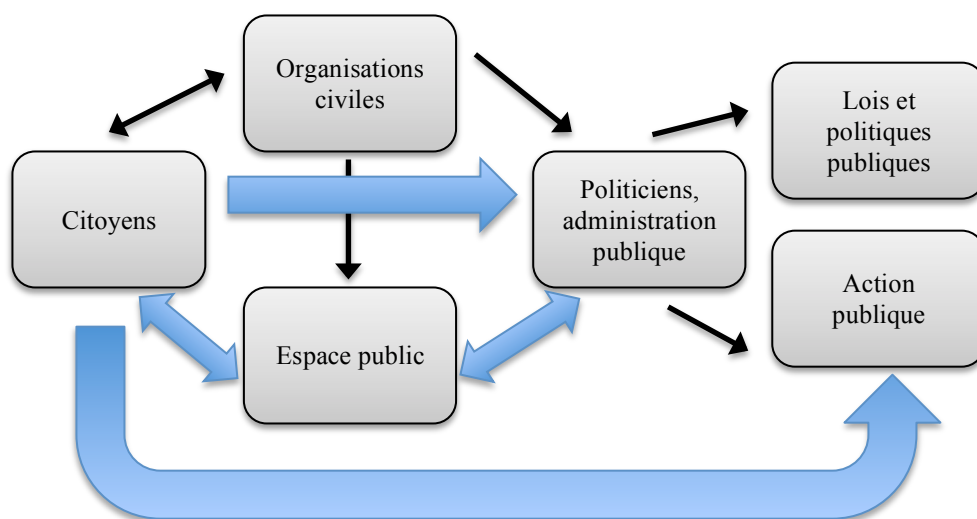 Organisations
civiles
Lois et
politiques
publiques
Citoyens
Politiciens,
administration
publique
Action
publique
Espace public